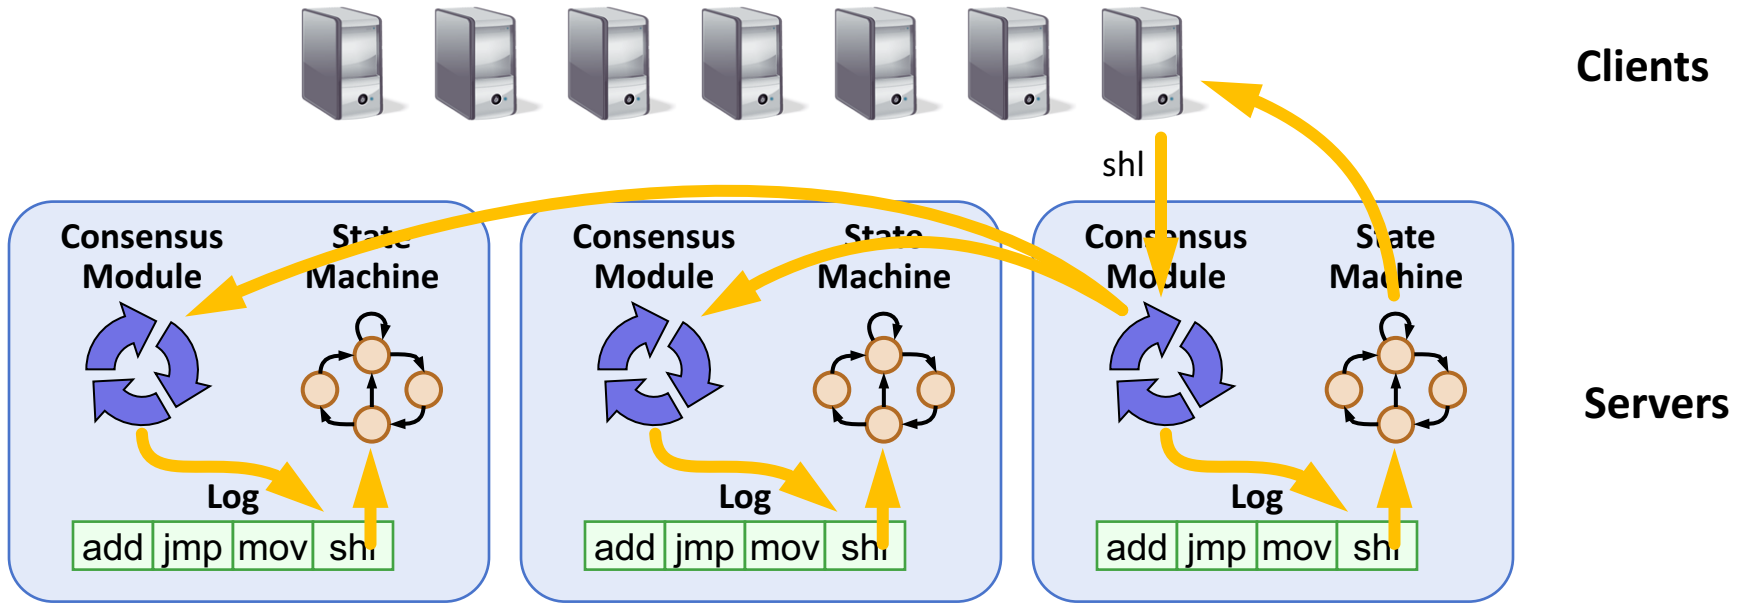 Clients
shl
Consensus Module
State Machine
Consensus Module
State Machine
Consensus Module
State Machine
Servers
Log
Log
Log
add jmp mov shl
add jmp mov shl
add jmp mov shl